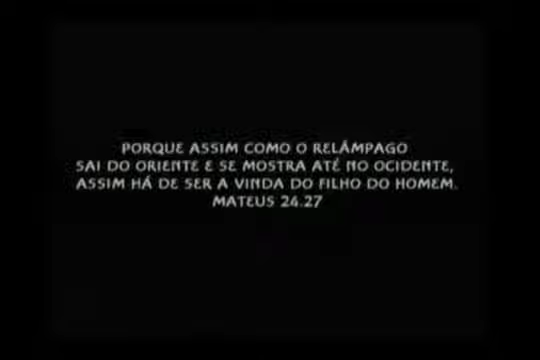 PORQUE ASSIM COMO O RELÂMPAGO
SAI DO ORIENTE E SE MOSTRA ATÉ NO OCIDENTE,
ASSIM HÁ DE SER A VINDA DO FILHO DO HOMEM.
MATEUS 24.27